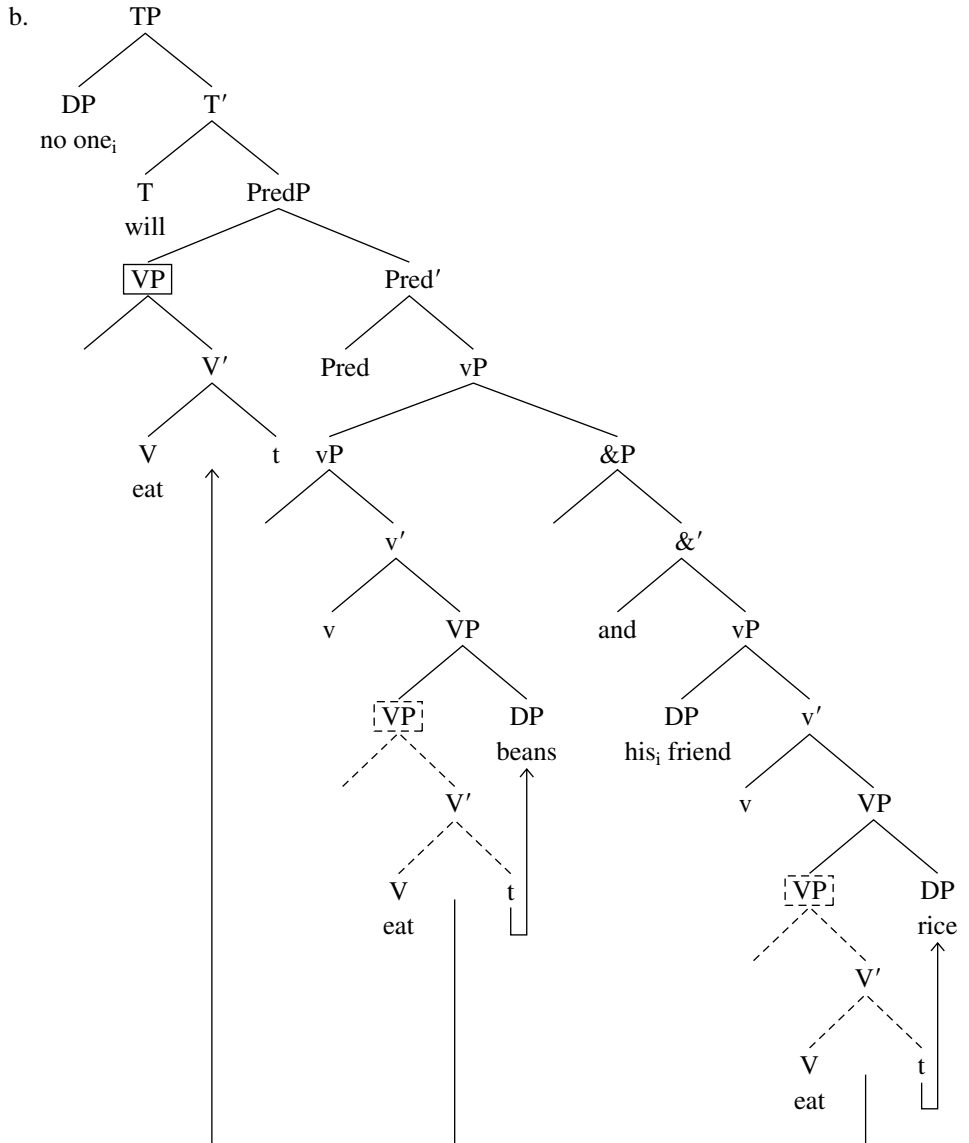 b. TP
DP T′
no oneᵢ
T PredP
will
VP Pred′
V′ Pred vP
V t vP &P
eat
v′ &′
v VP and vP
VP DP DP v′
beans hisᵢ friend
V′ v VP
V t VP DP
eat rice
V′
V t
eat